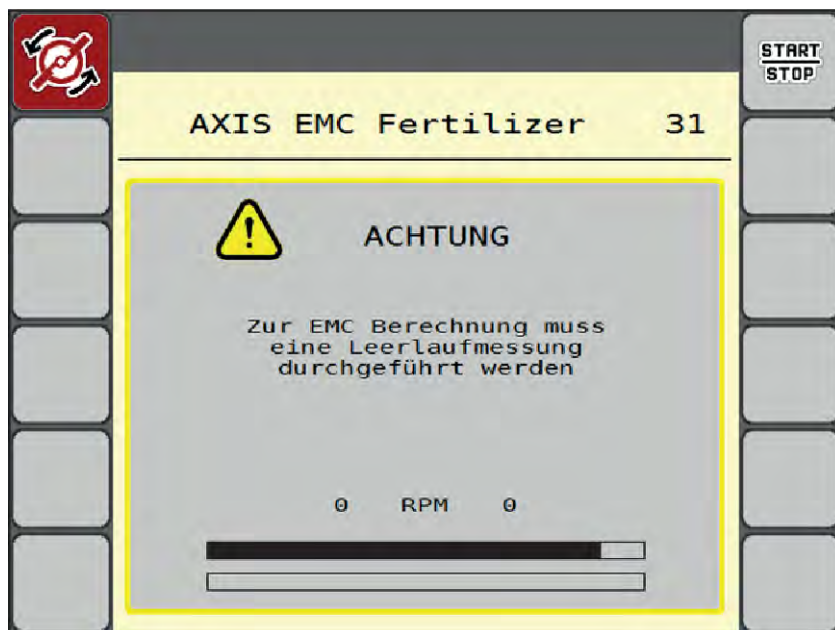 START
STOP
AXIS EMC Fertilizer 31
ACHTUNG
Zur EMC Berechnung muss
eine Leerlaufmessung
durchgeführt werden
0 RPM 0